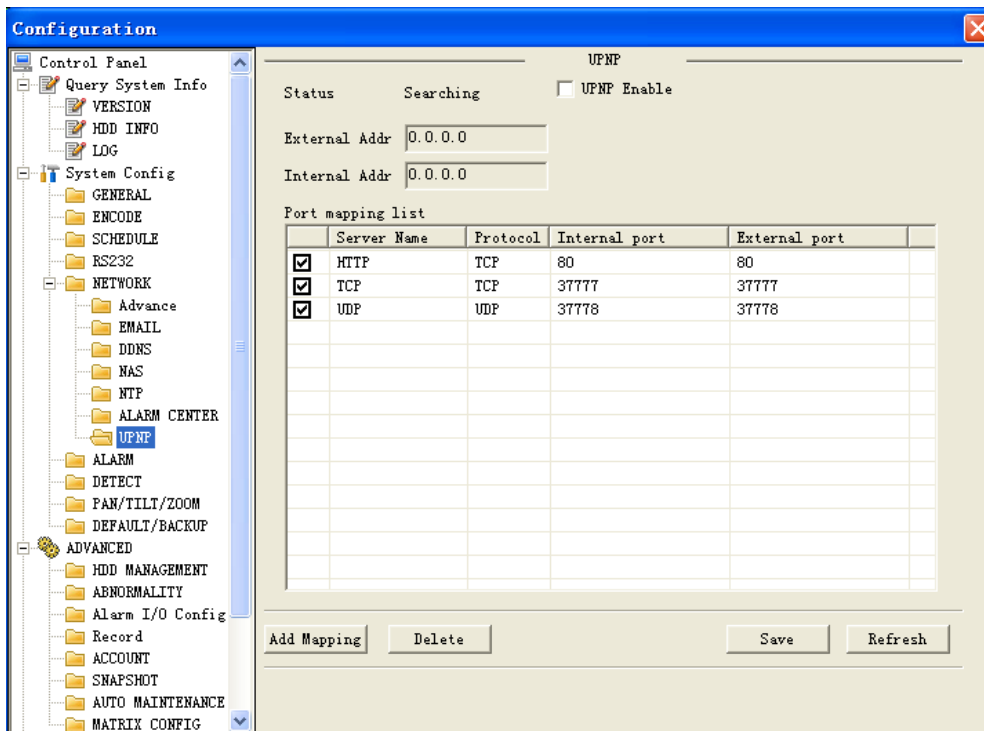 Configuration
Control Panel
Query System Info
VERSION
HDD INFO
LOG
System Config
GENERAL
ENCODE
SCHEDULE
RS232
NETWORK
Advance
EMAIL
DDNS
NAS
NTP
ALARM CENTER
UPNP
ALARM
DETECT
PAN/TILT/ZOOM
DEFAULT/BACKUP
ADVANCED
HDD MANAGEMENT
ABNORMALITY
Alarm I/O Config
Record
ACCOUNT
SNAPSHOT
AUTO MAINTENANCE
MATRIX CONFIG
UPNP
Status Searching UPNP Enable
External Addr 0.0.0.0
Internal Addr 0.0.0.0
Port mapping list
Server Name Protocol Internal port External port
HTTP TCP 80 80
TCP TCP 37777 37777
UDP UDP 37778 37778
Add Mapping Delete Save Refresh